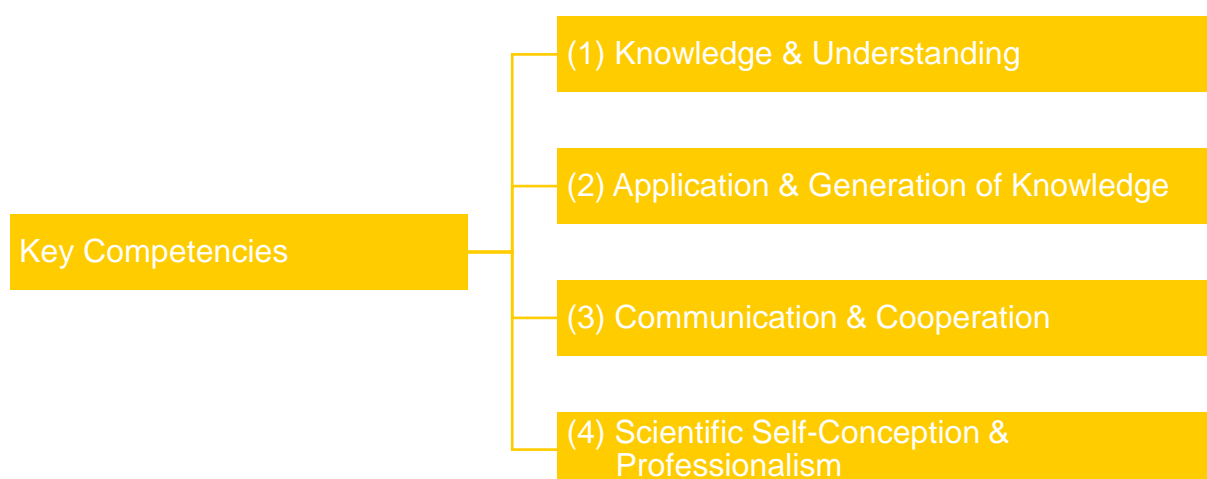 (1) Knowledge & Understanding
(2) Application & Generation of Knowledge
Key Competencies
(3) Communication & Cooperation
(4) Scientific Self-Conception &
Professionalism